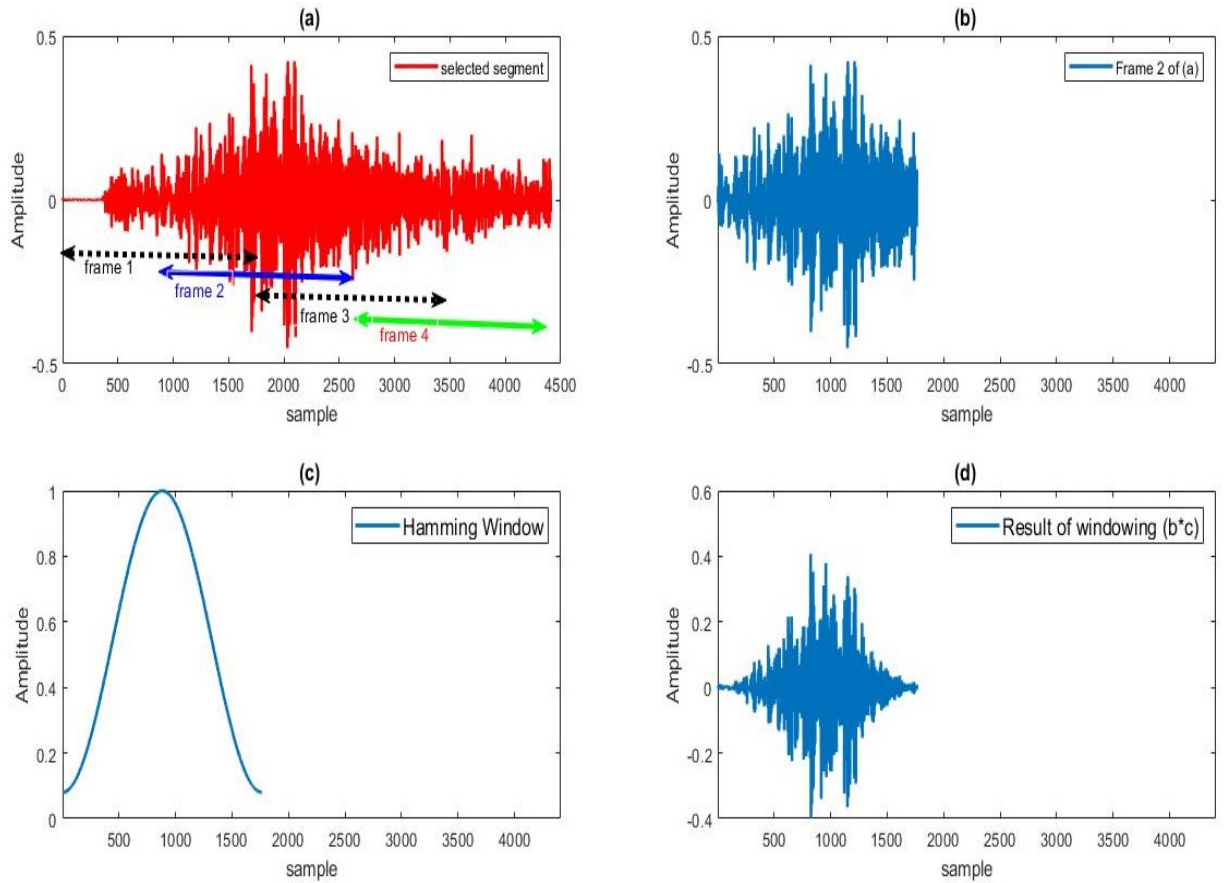 (a)
0.5
selected segment
Amplitude
0
frame 1
frame 2
frame 3
frame 4
-0.5
0 500 1000 1500 2000 2500 3000 3500 4000 4500
sample
(b)
0.5
Frame 2 of (a)
Amplitude
0
-0.5
500 1000 1500 2000 2500 3000 3500 4000
sample
(c)
1
Hamming Window
0.8
0.6
Amplitude
0.4
0.2
0
500 1000 1500 2000 2500 3000 3500 4000
sample
(d)
0.6
Result of windowing (b*c)
0.4
0.2
Amplitude
0
-0.2
-0.4
500 1000 1500 2000 2500 3000 3500 4000
sample